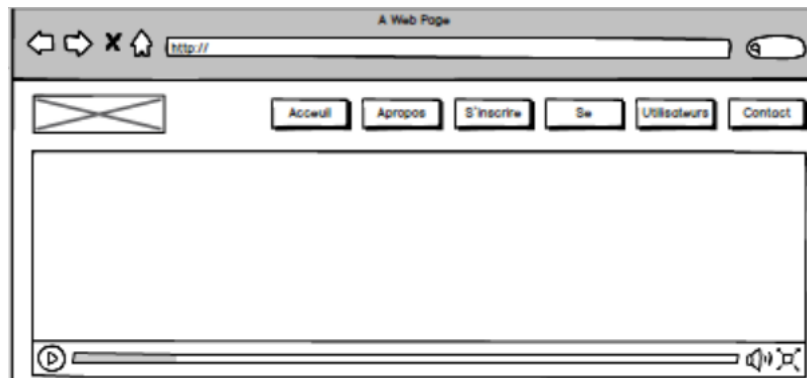 A Web Page
http://
Acceuil Apropos S'inscrire Se Utilisateurs Contact